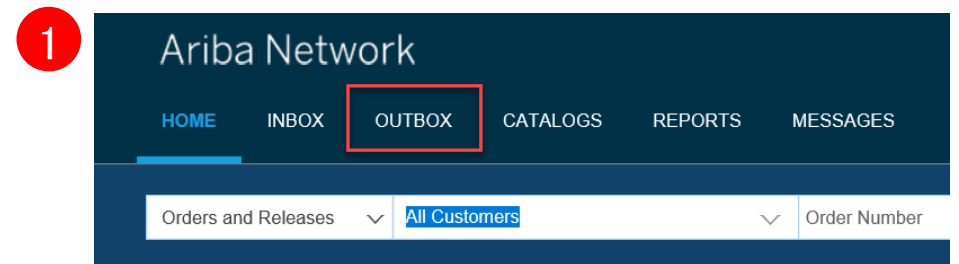 1
Ariba Network
HOME INBOX OUTBOX CATALOGS REPORTS MESSAGES
Orders and Releases All Customers Order Number